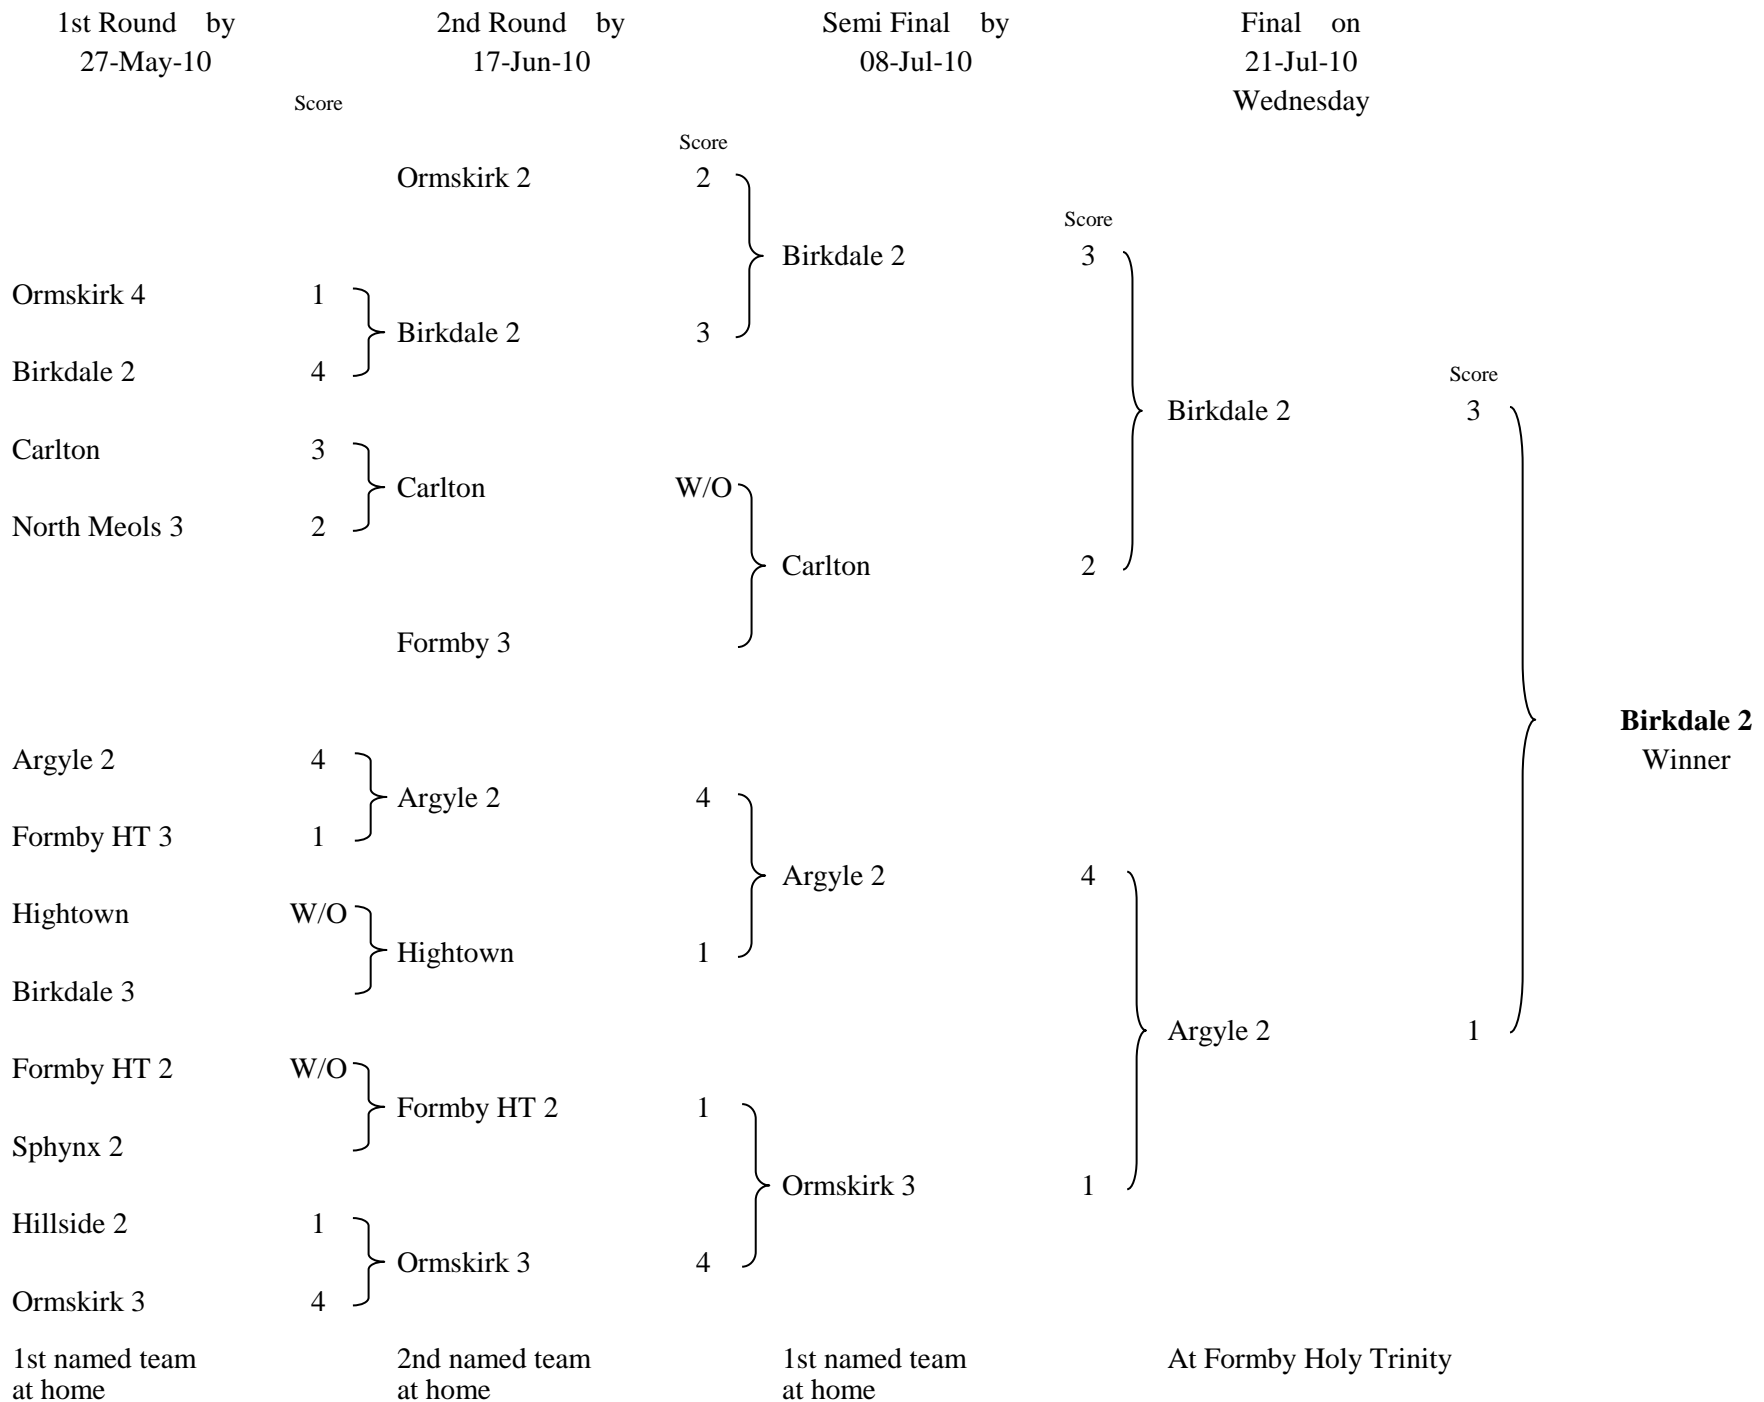 1st Round by 2nd Round by Semi Final by Final on
27-May-10 17-Jun-10 08-Jul-10 21-Jul-10
Score Wednesday
Score
Ormskirk 2 2
Score
Birkdale 2 3
Ormskirk 4 1
Birkdale 2 3
Birkdale 2 4
Score
Birkdale 2 3
Carlton 3
Carlton W/O
North Meols 3 2
Carlton 2
Formby 3
Birkdale 2
Argyle 2 4 Winner
Argyle 2 4
Formby HT 3 1
Argyle 2 4
Hightown W/O
Hightown 1
Birkdale 3
Argyle 2 1
Formby HT 2 W/O
Formby HT 2 1
Sphynx 2
Ormskirk 3 1
Hillside 2 1
Ormskirk 3 4
Ormskirk 3 4
1st named team 2nd named team 1st named team At Formby Holy Trinity
at home at home at home